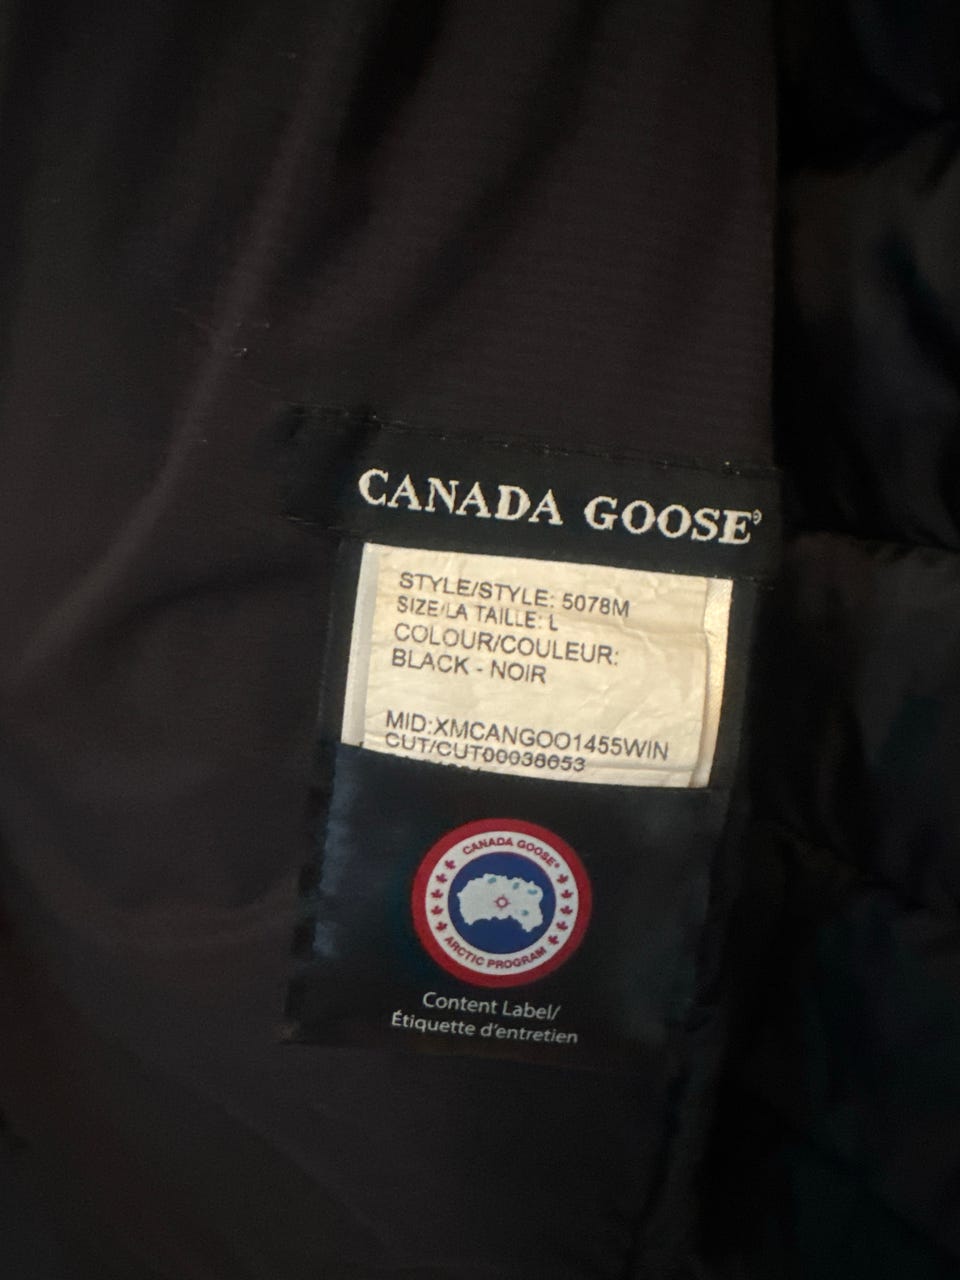 CANADA GOOSE®
STYLE/STYLE: 5078M
SIZE/LA TAILLE: L
COLOUR/COULEUR:
BLACK - NOIR
MID:XMCANGOO1455WIN
CUT/CUT00038653
CANADA GOOSE®
ARCTIC PROGRAM
Content Label/
Étiquette d'entretien